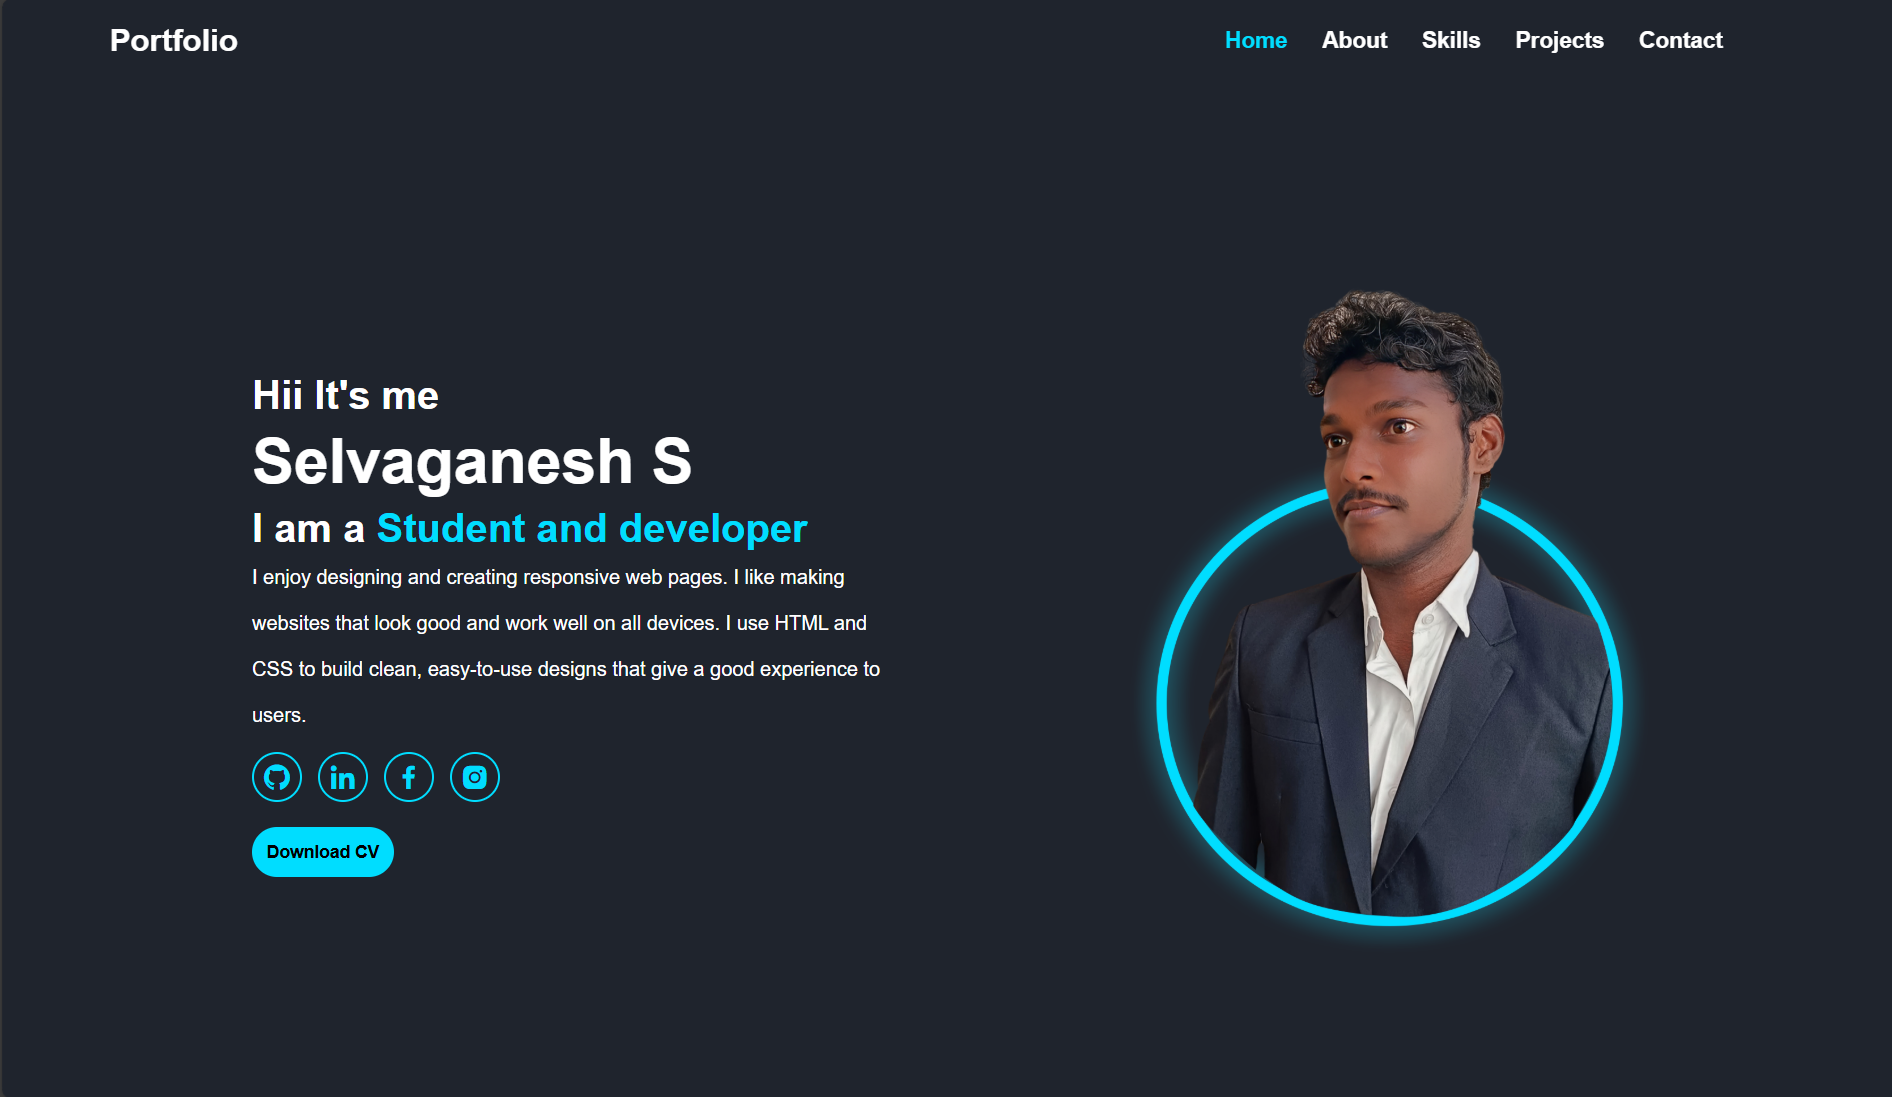 Portfolio
Home About Skills Projects Contact
Hii It's me
Selvaganesh S
I am a Student and developer
I enjoy designing and creating responsive web pages. I like making
websites that look good and work well on all devices. I use HTML and
CSS to build clean, easy-to-use designs that give a good experience to
users.
Download CV